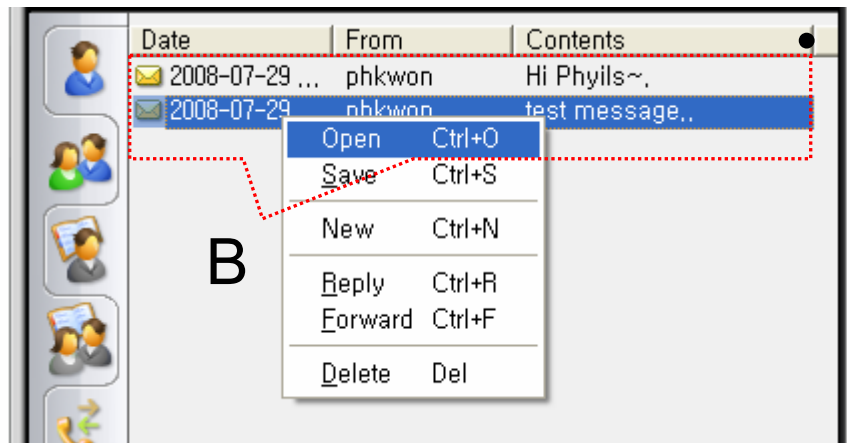 Date From Contents
2008-07-29 ... phkwon Hi Phyils~,
2008-07-29 phkwon test message,,
Open Ctrl+O
Save Ctrl+S
New Ctrl+N
B
Reply Ctrl+R
Forward Ctrl+F
Delete Del